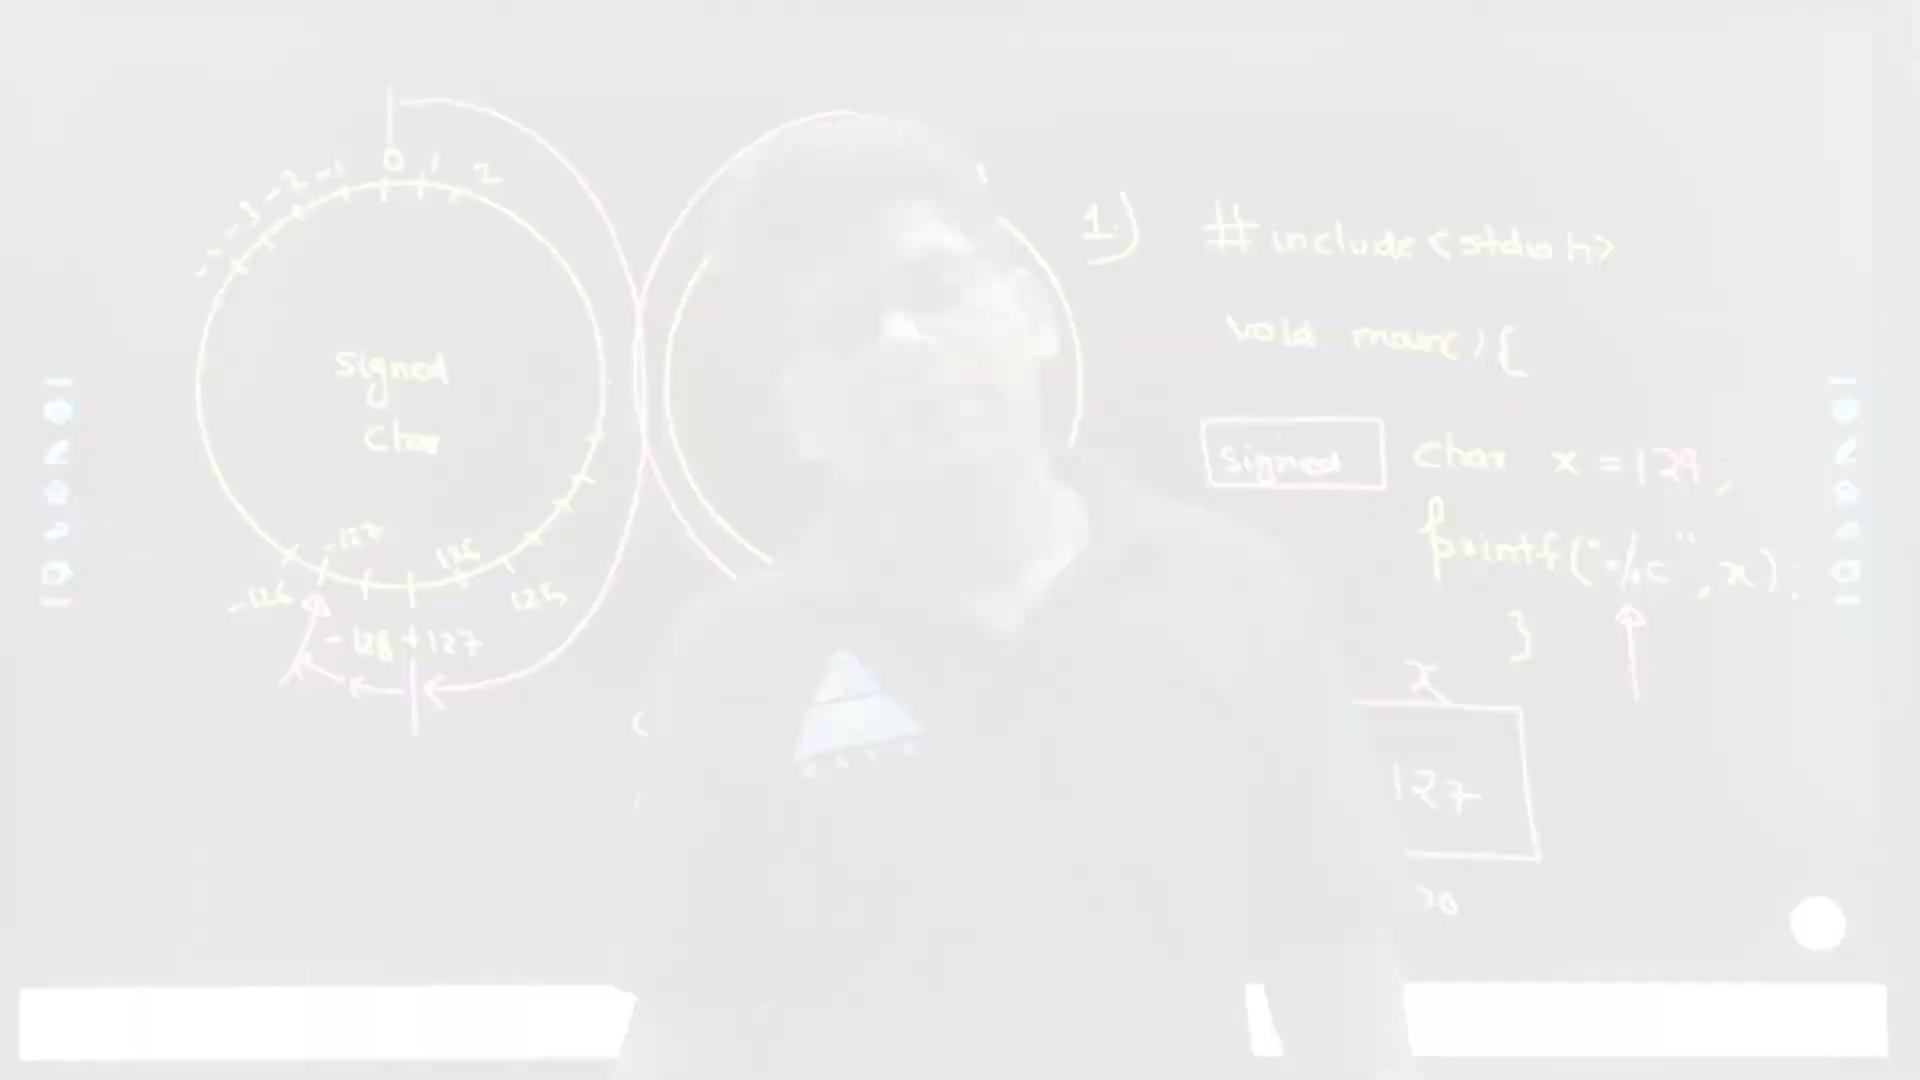 0 1 2
-3 -2 -1
signed
char
-127
126
-126
125
-128 +127
1.) #include<stdio.h>
void main(){
signed char x = 129;
printf("%c", x);
}
x
127